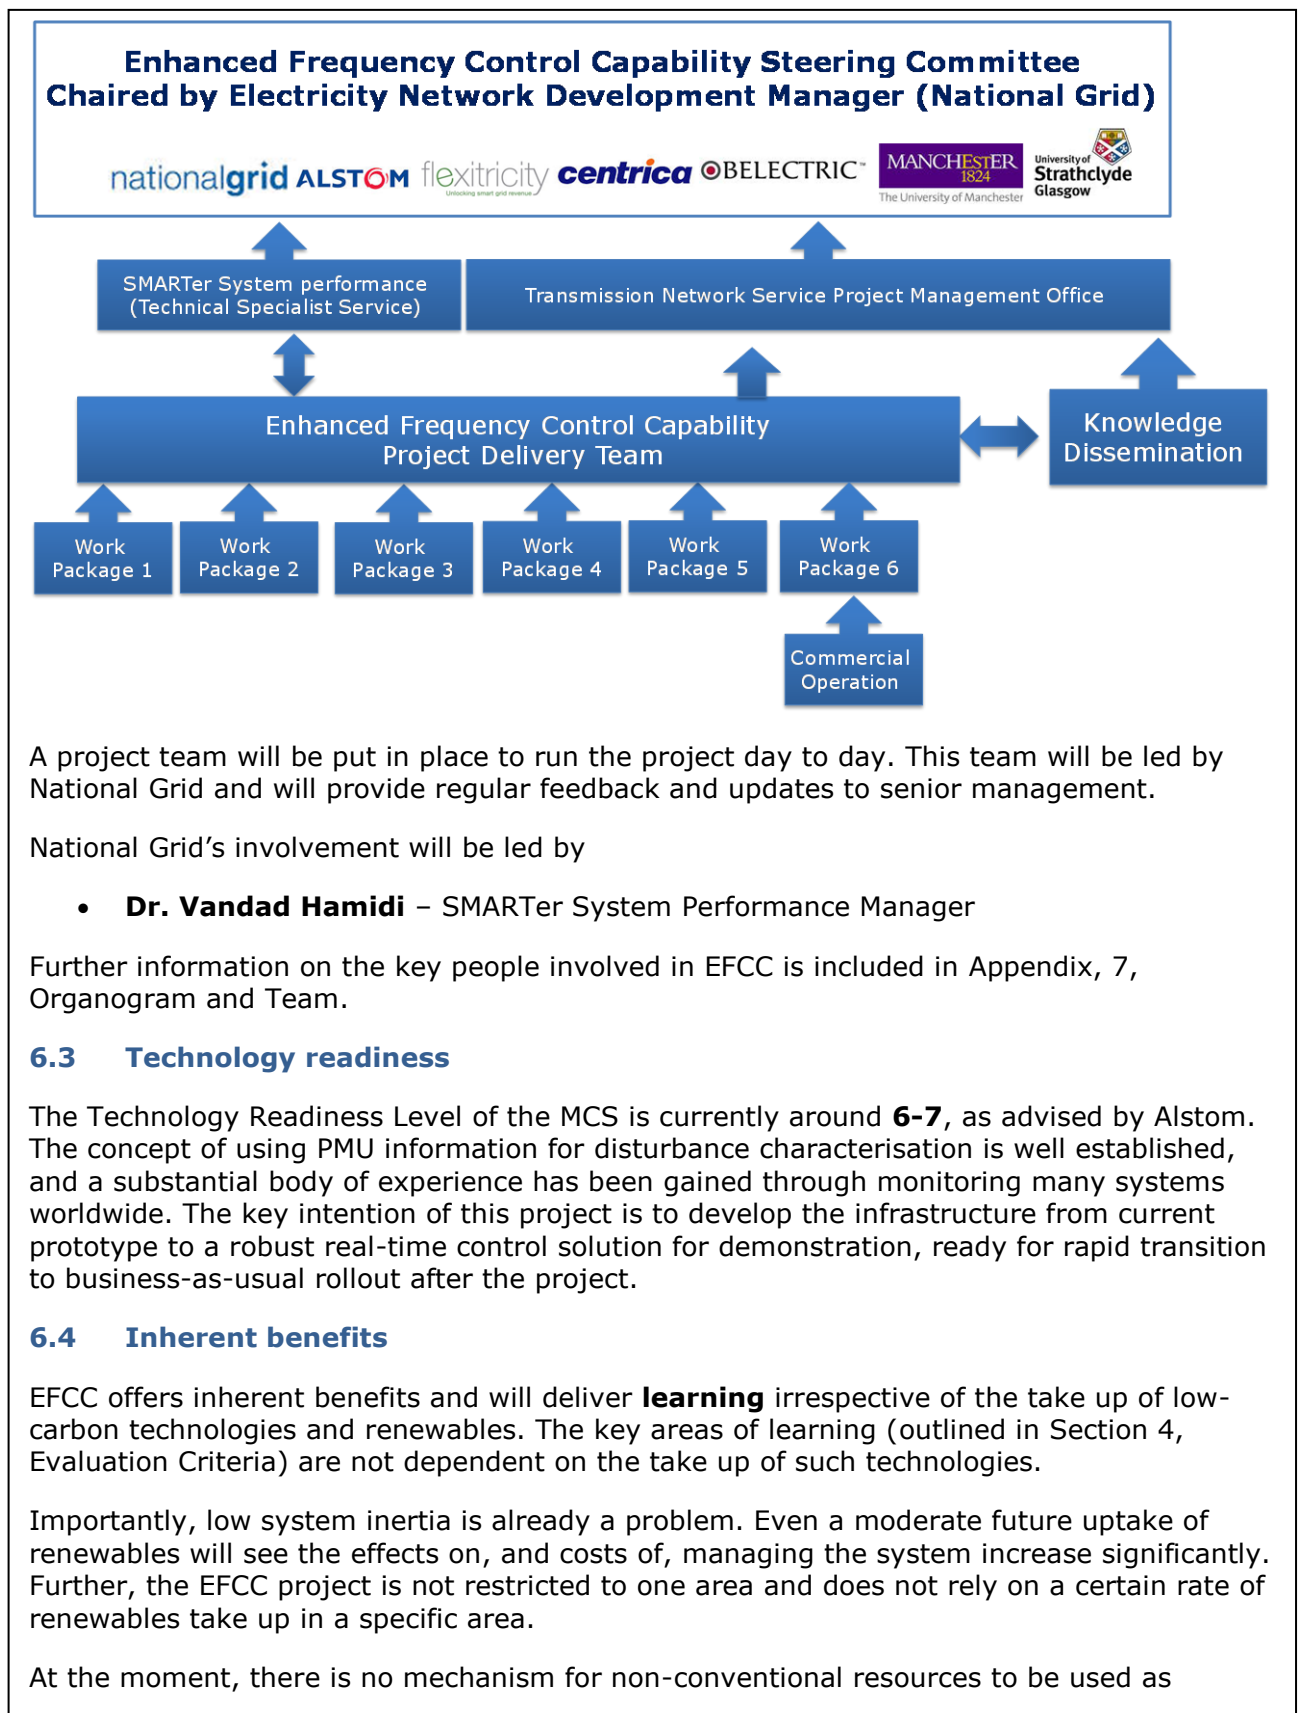 Enhanced Frequency Control Capability Steering Committee
Chaired by Electricity Network Development Manager (National Grid)
nationalgrid ALSTOM flexitricity centrica BELECTRIC™ MANCHESTER 1824 University of Strathclyde Glasgow
Unlocking smart grid revenue
The University of Manchester
SMARTer System performance
(Technical Specialist Service)
Transmission Network Service Project Management Office
Enhanced Frequency Control Capability
Project Delivery Team
Knowledge
Dissemination
Work
Package 1
Work
Package 2
Work
Package 3
Work
Package 4
Work
Package 5
Work
Package 6
Commercial
Operation
A project team will be put in place to run the project day to day. This team will be led by
National Grid and will provide regular feedback and updates to senior management.
National Grid’s involvement will be led by
• Dr. Vandad Hamidi – SMARTer System Performance Manager
Further information on the key people involved in EFCC is included in Appendix, 7,
Organogram and Team.
6.3 Technology readiness
The Technology Readiness Level of the MCS is currently around 6-7, as advised by Alstom.
The concept of using PMU information for disturbance characterisation is well established,
and a substantial body of experience has been gained through monitoring many systems
worldwide. The key intention of this project is to develop the infrastructure from current
prototype to a robust real-time control solution for demonstration, ready for rapid transition
to business-as-usual rollout after the project.
6.4 Inherent benefits
EFCC offers inherent benefits and will deliver learning irrespective of the take up of low-
carbon technologies and renewables. The key areas of learning (outlined in Section 4,
Evaluation Criteria) are not dependent on the take up of such technologies.
Importantly, low system inertia is already a problem. Even a moderate future uptake of
renewables will see the effects on, and costs of, managing the system increase significantly.
Further, the EFCC project is not restricted to one area and does not rely on a certain rate of
renewables take up in a specific area.
At the moment, there is no mechanism for non-conventional resources to be used as